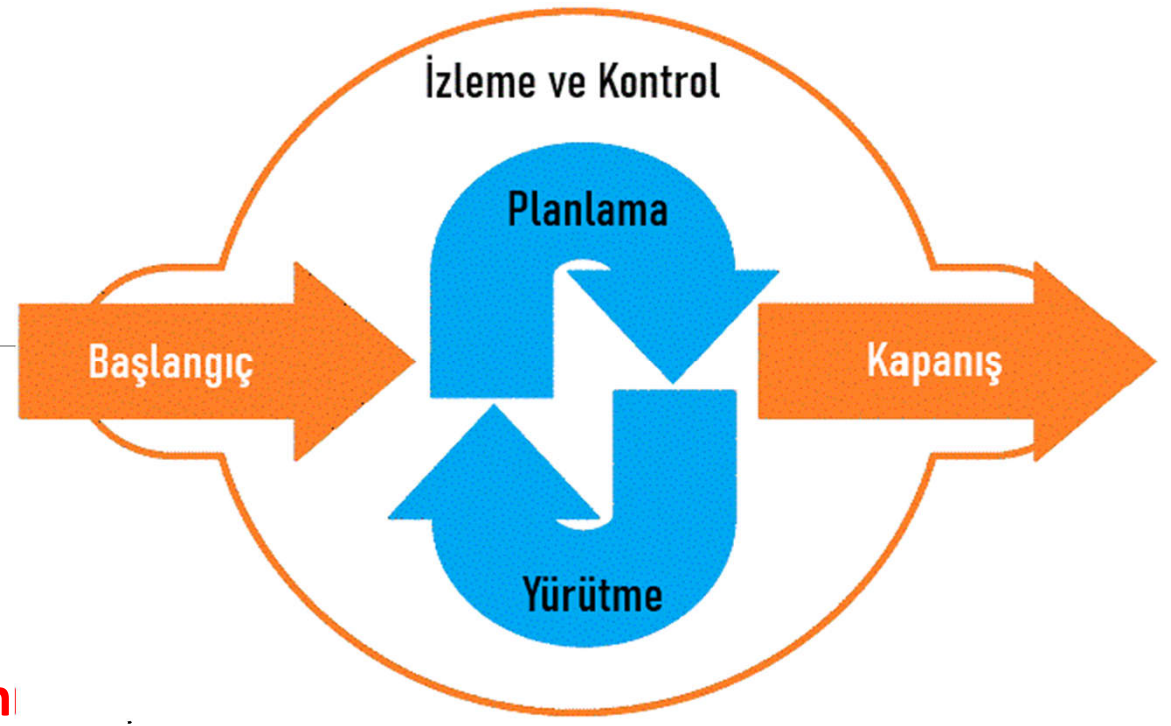 İzleme ve Kontrol
Planlama
Başlangıç
Kapanış
Yürütme